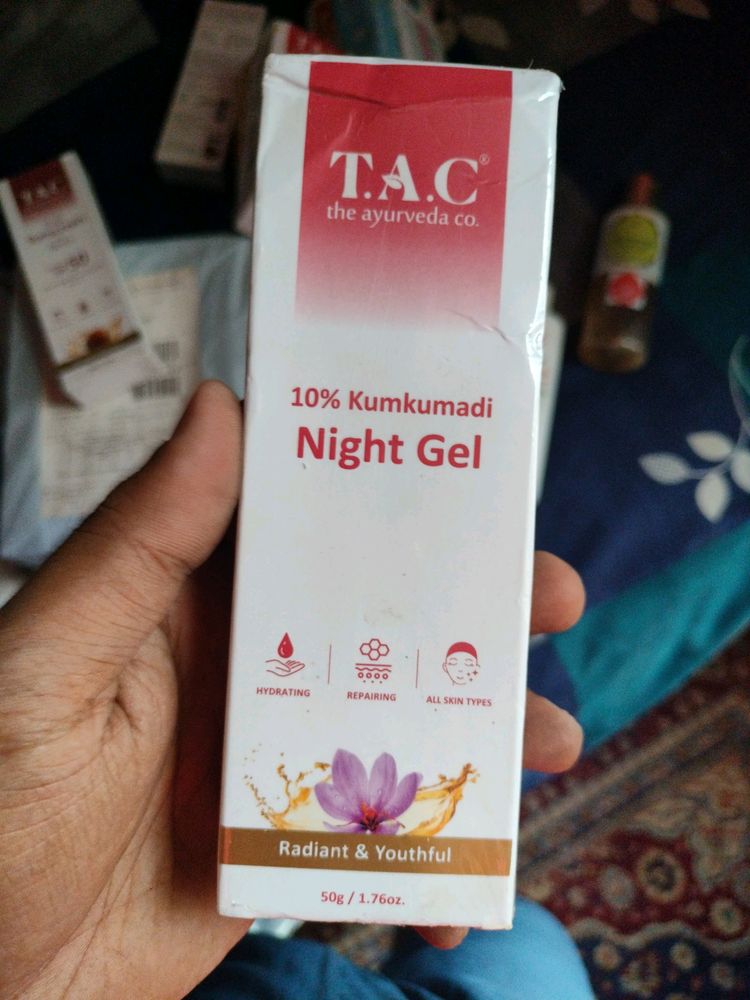 T.A.C®
the ayurveda co.
10% Kumkumadi
Night Gel
HYDRATING
REPAIRING
ALL SKIN TYPES
Radiant & Youthful
50g / 1.76oz.
T.A.C